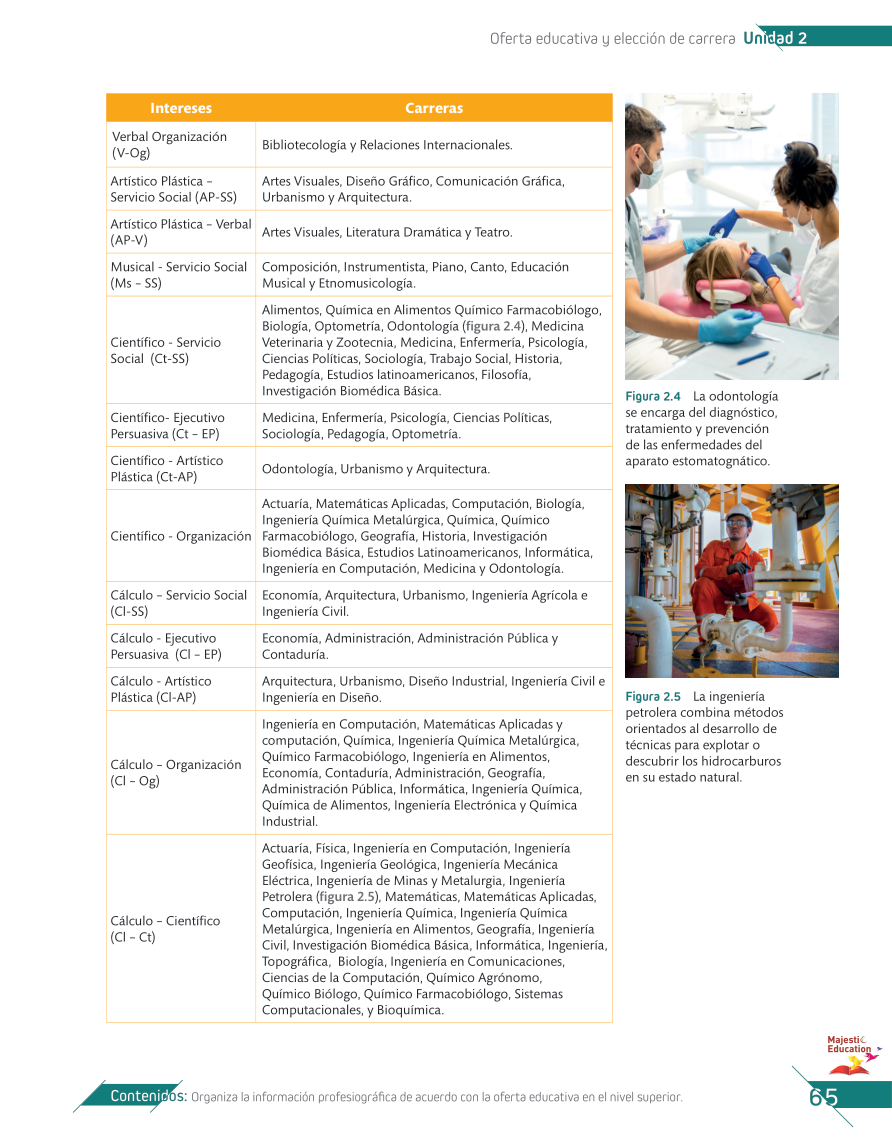 Oferta educativa y elección de carrera Unidad 2
Intereses
Carreras
Verbal Organización
(V-Og)
Bibliotecología y Relaciones Internacionales.
Artístico Plástica –
Servicio Social (AP-SS)
Artes Visuales, Diseño Gráfico, Comunicación Gráfica,
Urbanismo y Arquitectura.
Artístico Plástica – Verbal
(AP-V)
Artes Visuales, Literatura Dramática y Teatro.
Musical - Servicio Social
(Ms – SS)
Composición, Instrumentista, Piano, Canto, Educación
Musical y Etnomusicología.
Científico - Servicio
Social (Ct-SS)
Alimentos, Química en Alimentos Químico Farmacobiólogo,
Biología, Optometría, Odontología (figura 2.4), Medicina
Veterinaria y Zootecnia, Medicina, Enfermería, Psicología,
Ciencias Políticas, Sociología, Trabajo Social, Historia,
Pedagogía, Estudios latinoamericanos, Filosofía,
Investigación Biomédica Básica.
Científico- Ejecutivo
Persuasiva (Ct – EP)
Medicina, Enfermería, Psicología, Ciencias Políticas,
Sociología, Pedagogía, Optometría.
Científico - Artístico
Plástica (Ct-AP)
Odontología, Urbanismo y Arquitectura.
Científico - Organización
Actuaría, Matemáticas Aplicadas, Computación, Biología,
Ingeniería Química Metalúrgica, Química, Químico
Farmacobiólogo, Geografía, Historia, Investigación
Biomédica Básica, Estudios Latinoamericanos, Informática,
Ingeniería en Computación, Medicina y Odontología.
Cálculo – Servicio Social
(Cl-SS)
Economía, Arquitectura, Urbanismo, Ingeniería Agrícola e
Ingeniería Civil.
Cálculo - Ejecutivo
Persuasiva (Cl – EP)
Economía, Administración, Administración Pública y
Contaduría.
Cálculo - Artístico
Plástica (Cl-AP)
Arquitectura, Urbanismo, Diseño Industrial, Ingeniería Civil e
Ingeniería en Diseño.
Cálculo – Organización
(Cl – Og)
Ingeniería en Computación, Matemáticas Aplicadas y
computación, Química, Ingeniería Química Metalúrgica,
Químico Farmacobiólogo, Ingeniería en Alimentos,
Economía, Contaduría, Administración, Geografía,
Administración Pública, Informática, Ingeniería Química,
Química de Alimentos, Ingeniería Electrónica y Química
Industrial.
Cálculo – Científico
(Cl – Ct)
Actuaría, Física, Ingeniería en Computación, Ingeniería
Geofísica, Ingeniería Geológica, Ingeniería Mecánica
Eléctrica, Ingeniería de Minas y Metalurgia, Ingeniería
Petrolera (figura 2.5), Matemáticas, Matemáticas Aplicadas,
Computación, Ingeniería Química, Ingeniería Química
Metalúrgica, Ingeniería en Alimentos, Geografía, Ingeniería
Civil, Investigación Biomédica Básica, Informática, Ingeniería,
Topográfica, Biología, Ingeniería en Comunicaciones,
Ciencias de la Computación, Químico Agrónomo,
Químico Biólogo, Químico Farmacobiólogo, Sistemas
Computacionales, y Bioquímica.
Figura 2.4 La odontología
se encarga del diagnóstico,
tratamiento y prevención
de las enfermedades del
aparato estomatognático.
Figura 2.5 La ingeniería
petrolera combina métodos
orientados al desarrollo de
técnicas para explotar o
descubrir los hidrocarburos
en su estado natural.
Majesti
Education
Contenidos: Organiza la información profesiográfica de acuerdo con la oferta educativa en el nivel superior.
65